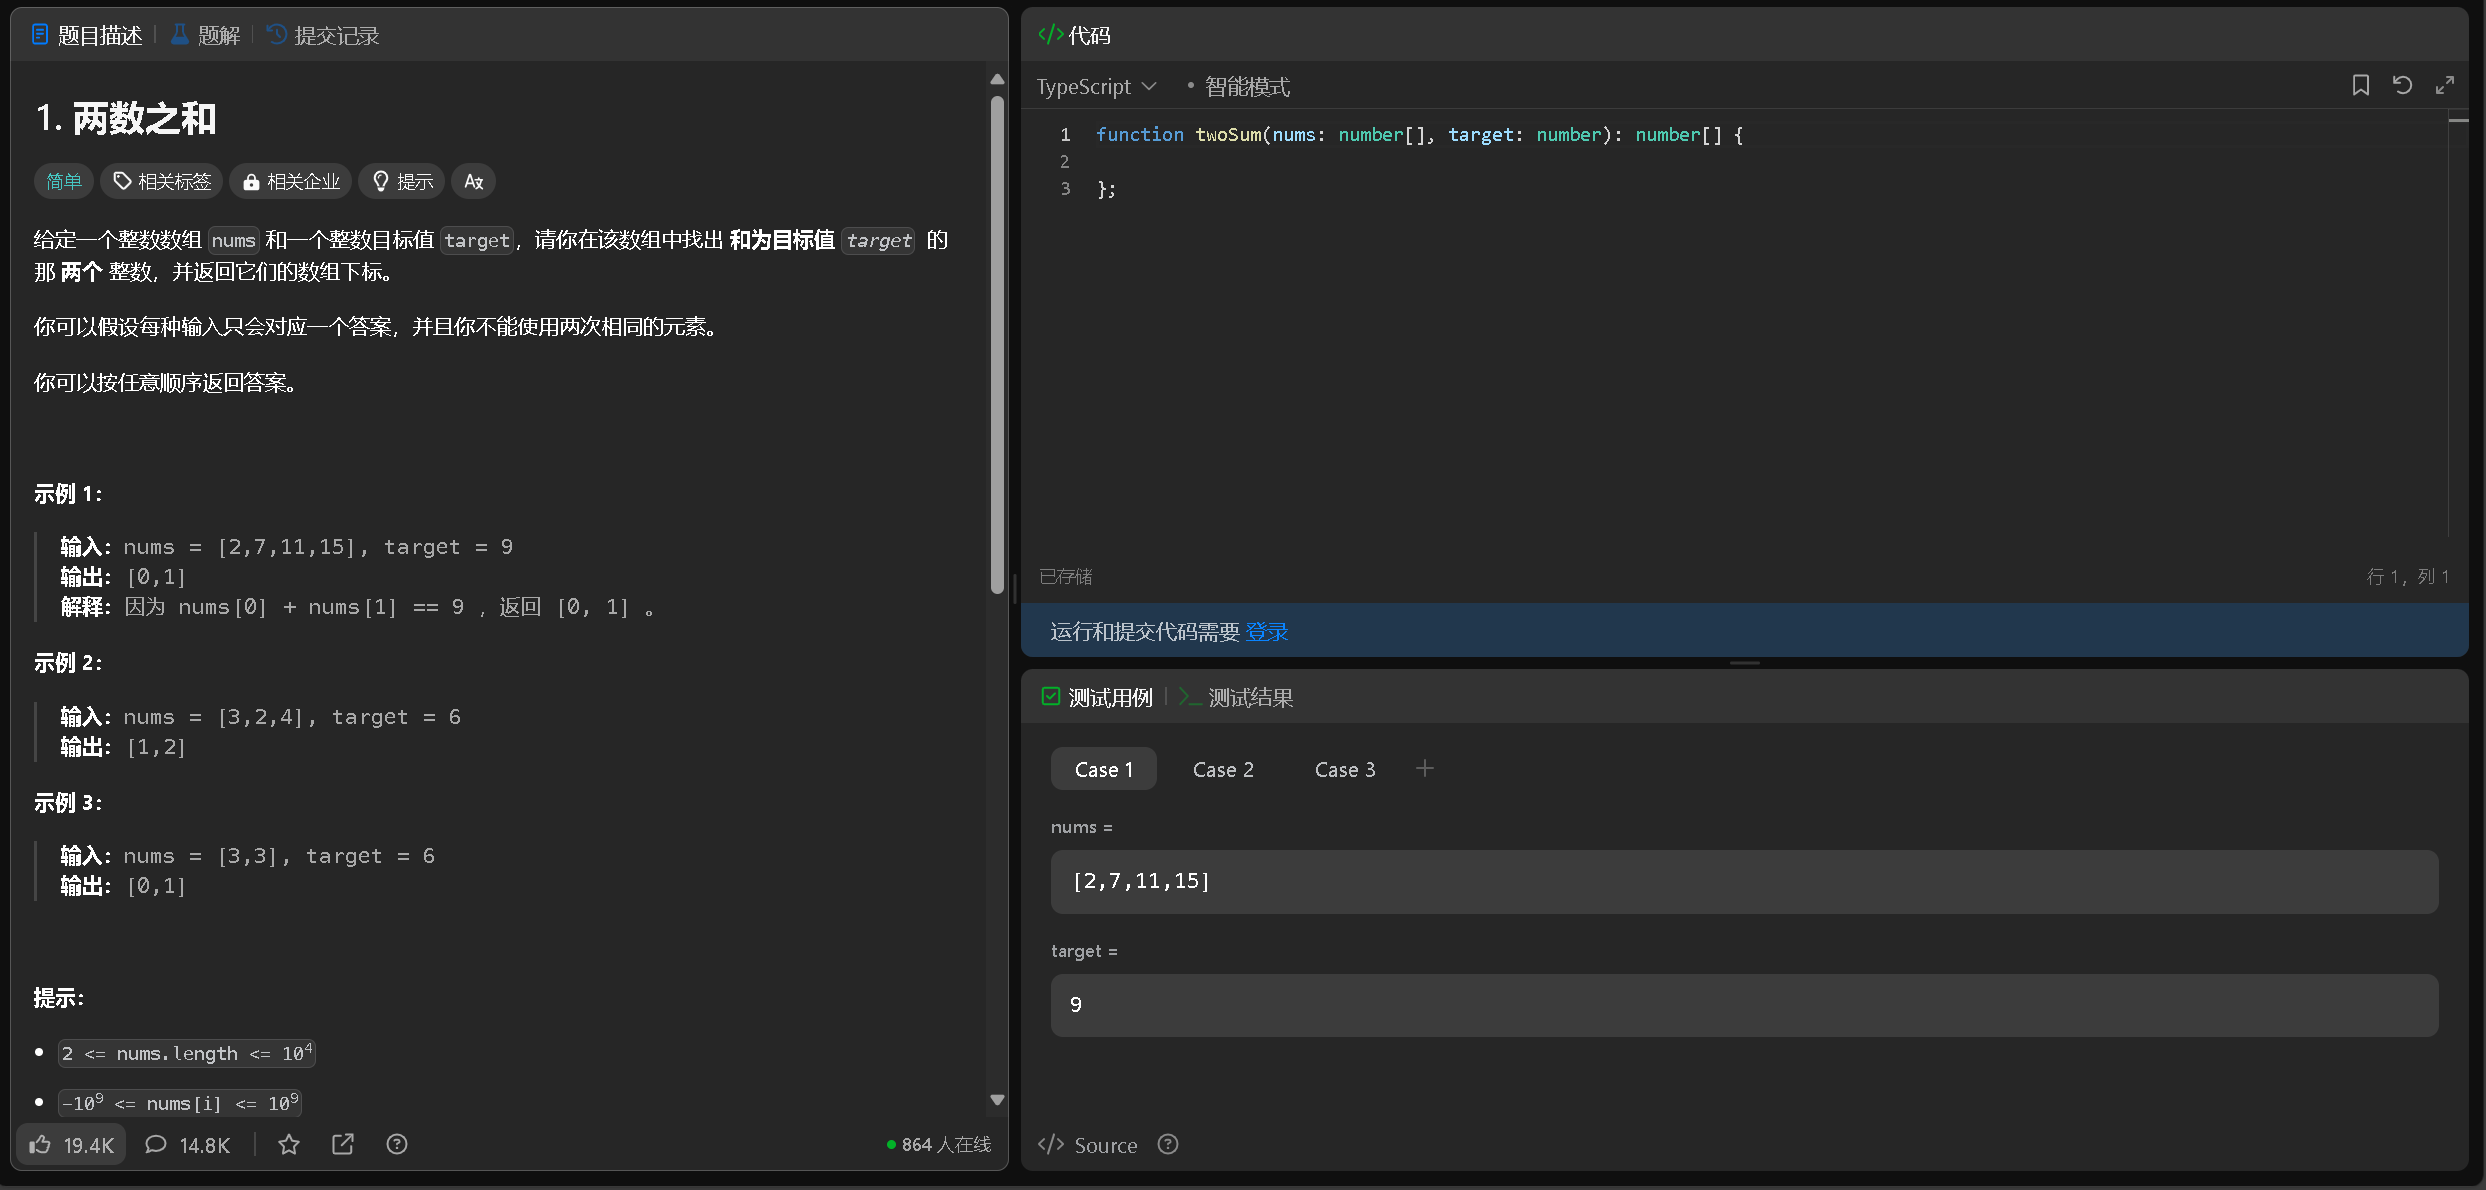 题目描述 题解 提交记录
1. 两数之和
简单 相关标签 相关企业 提示
给定一个整数数组 nums 和一个整数目标值 target，请你在该数组中找出 和为目标值 target 的
那 两个 整数，并返回它们的数组下标。
你可以假设每种输入只会对应一个答案，并且你不能使用两次相同的元素。
你可以按任意顺序返回答案。
示例 1：
输入：nums = [2,7,11,15], target = 9
输出：[0,1]
解释：因为 nums[0] + nums[1] == 9 ，返回 [0, 1] 。
示例 2：
输入：nums = [3,2,4], target = 6
输出：[1,2]
示例 3：
输入：nums = [3,3], target = 6
输出：[0,1]
提示：
2 <= nums.length <= 10⁴
-10⁹ <= nums[i] <= 10⁹
19.4K 14.8K 864 人在线
代码
TypeScript 智能模式
1 function twoSum(nums: number[], target: number): number[] {
2
3 };
已存储 行 1，列 1
运行和提交代码需要 登录
测试用例 测试结果
Case 1 Case 2 Case 3
nums =
[2,7,11,15]
target =
9
Source